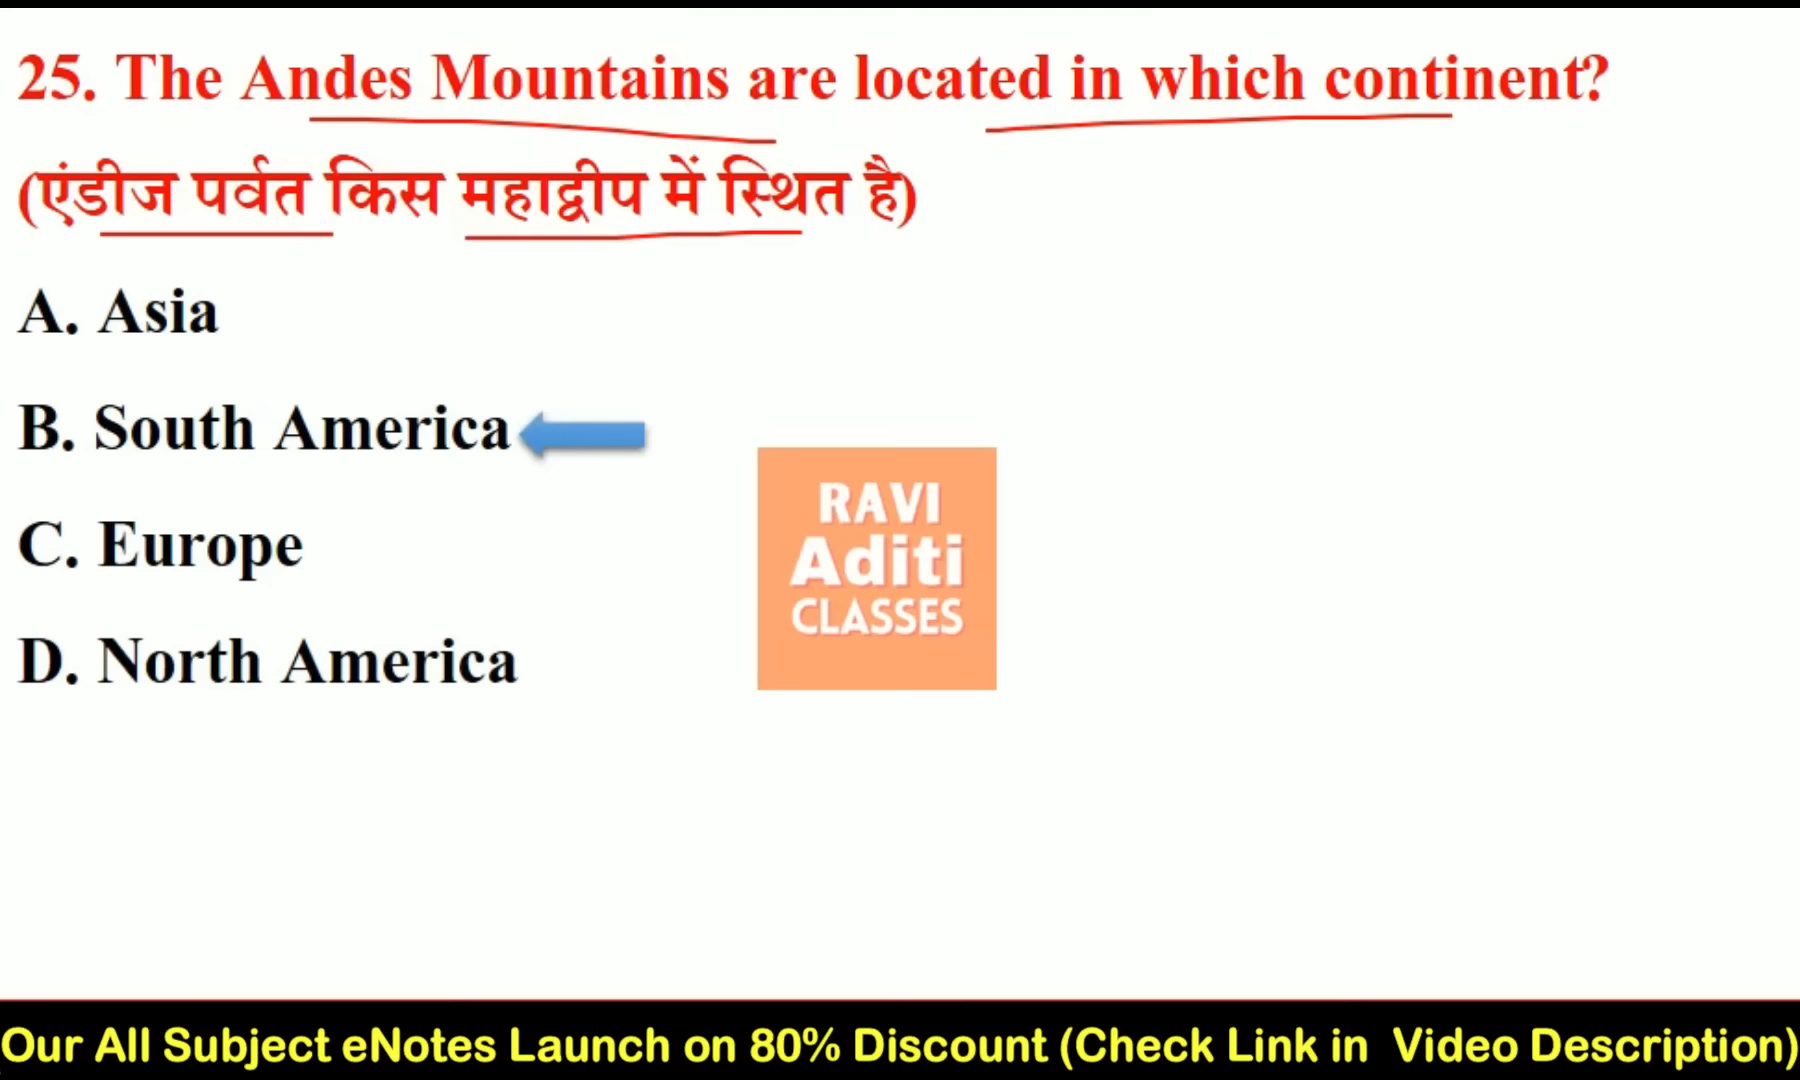 25. The Andes Mountains are located in which continent?
(एंडीज पर्वत किस महाद्वीप में स्थित है)
A. Asia
B. South America
C. Europe
D. North America
RAVI
Aditi
CLASSES
Our All Subject eNotes Launch on 80% Discount (Check Link in Video Description)